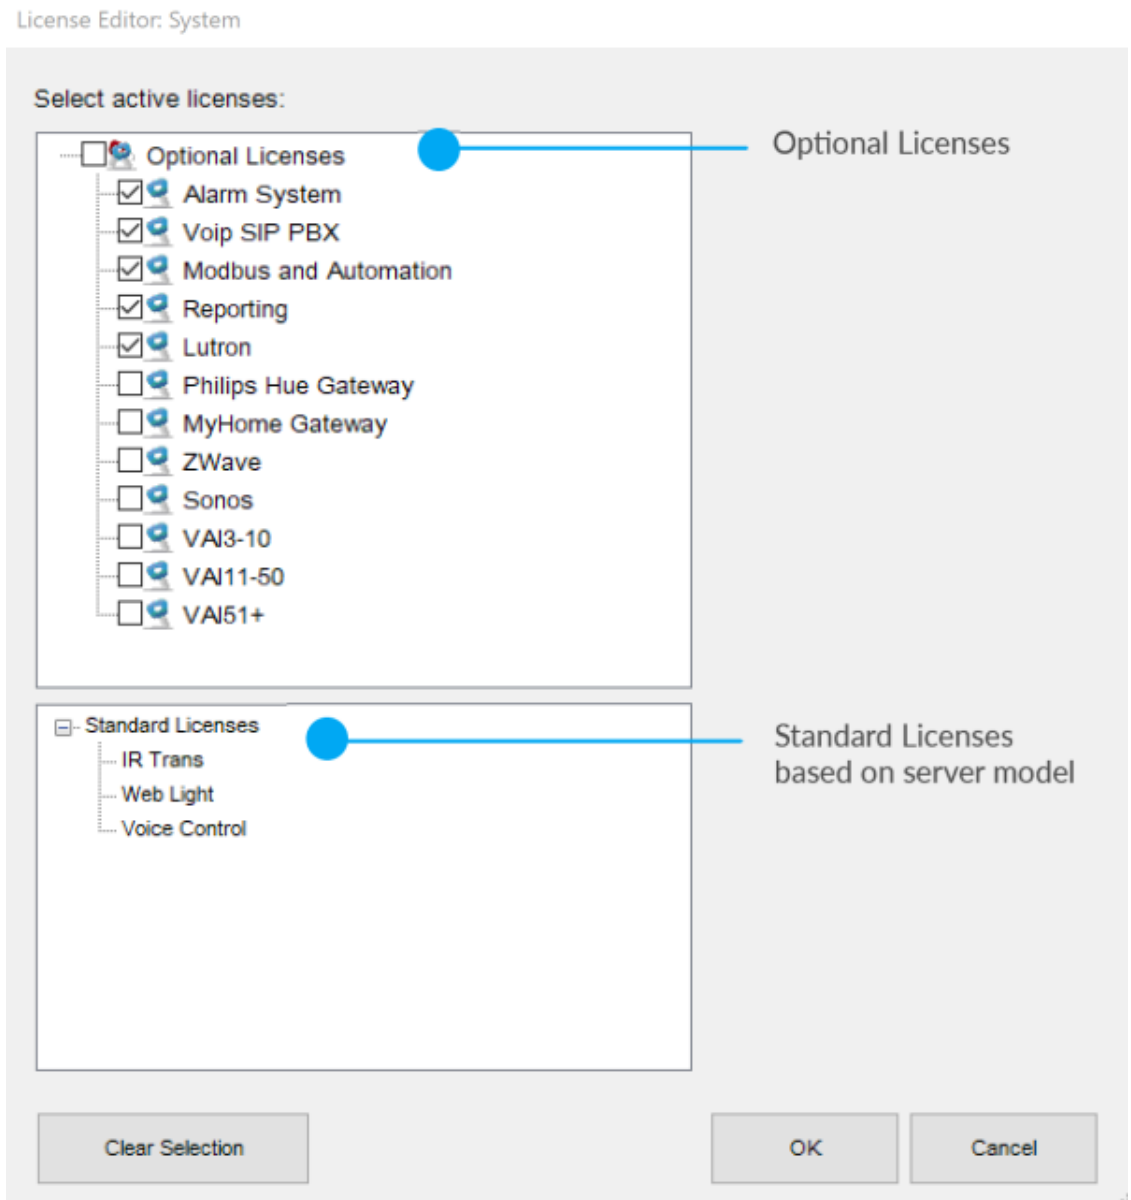 License Editor: System
Select active licenses:
Optional Licenses
Optional Licenses
Alarm System
Voip SIP PBX
Modbus and Automation
Reporting
Lutron
Philips Hue Gateway
MyHome Gateway
ZWave
Sonos
VAI3-10
VAI11-50
VAI51+
Standard Licenses
IR Trans
Web Light
Voice Control
Standard Licenses
based on server model
Clear Selection
OK
Cancel